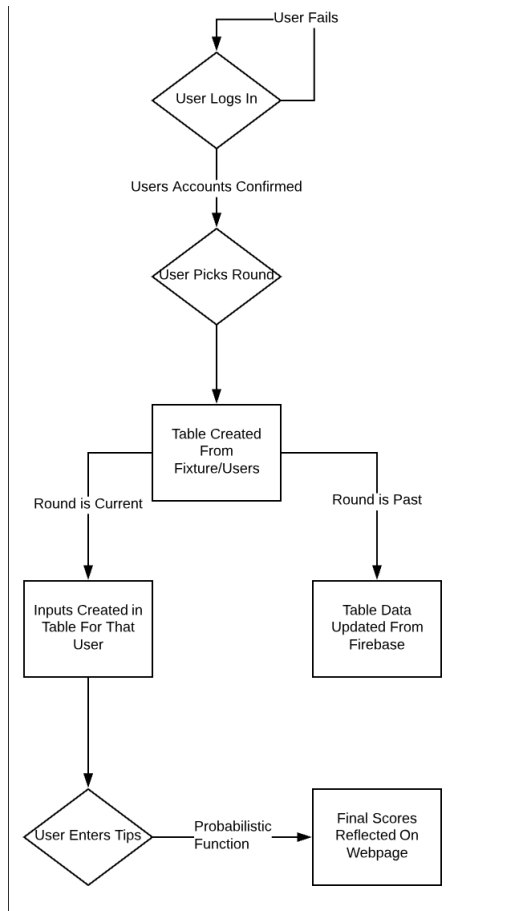 User Fails
User Logs In
Users Accounts Confirmed
User Picks Round
Table Created
From
Fixture/Users
Round is Current
Round is Past
Inputs Created in
Table For That
User
Table Data
Updated From
Firebase
User Enters Tips
Probabilistic
Function
Final Scores
Reflected On
Webpage